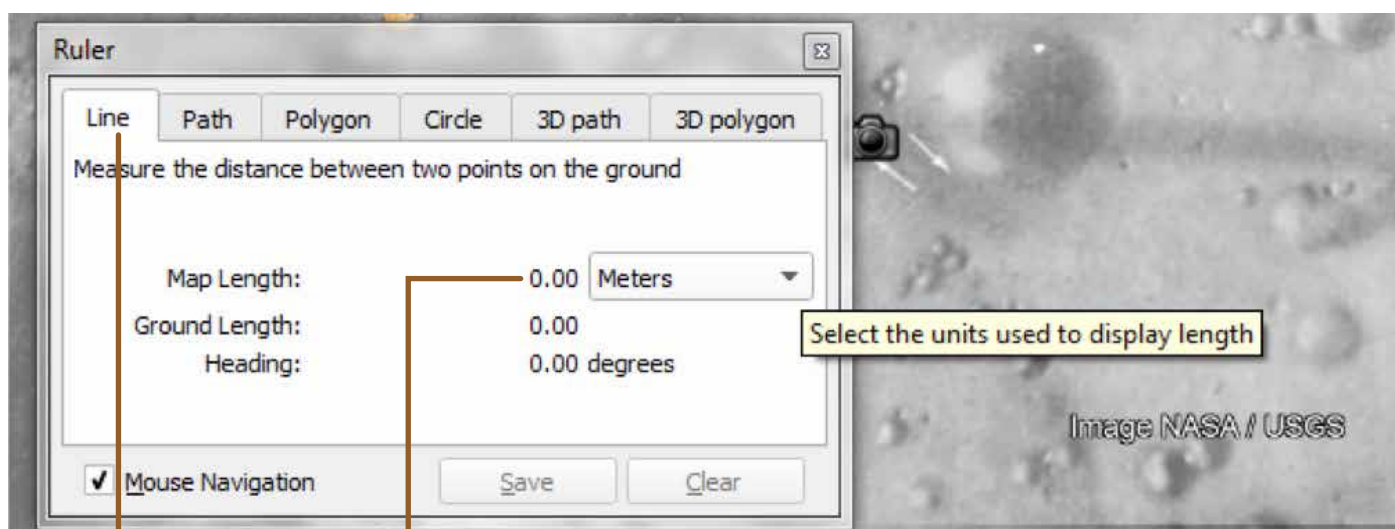 Ruler
Line Path Polygon Circle 3D path 3D polygon
Measure the distance between two points on the ground
Map Length: 0.00 Meters
Ground Length: 0.00
Select the units used to display length
Heading: 0.00 degrees
Image NASA / USGS
Mouse Navigation Save Clear